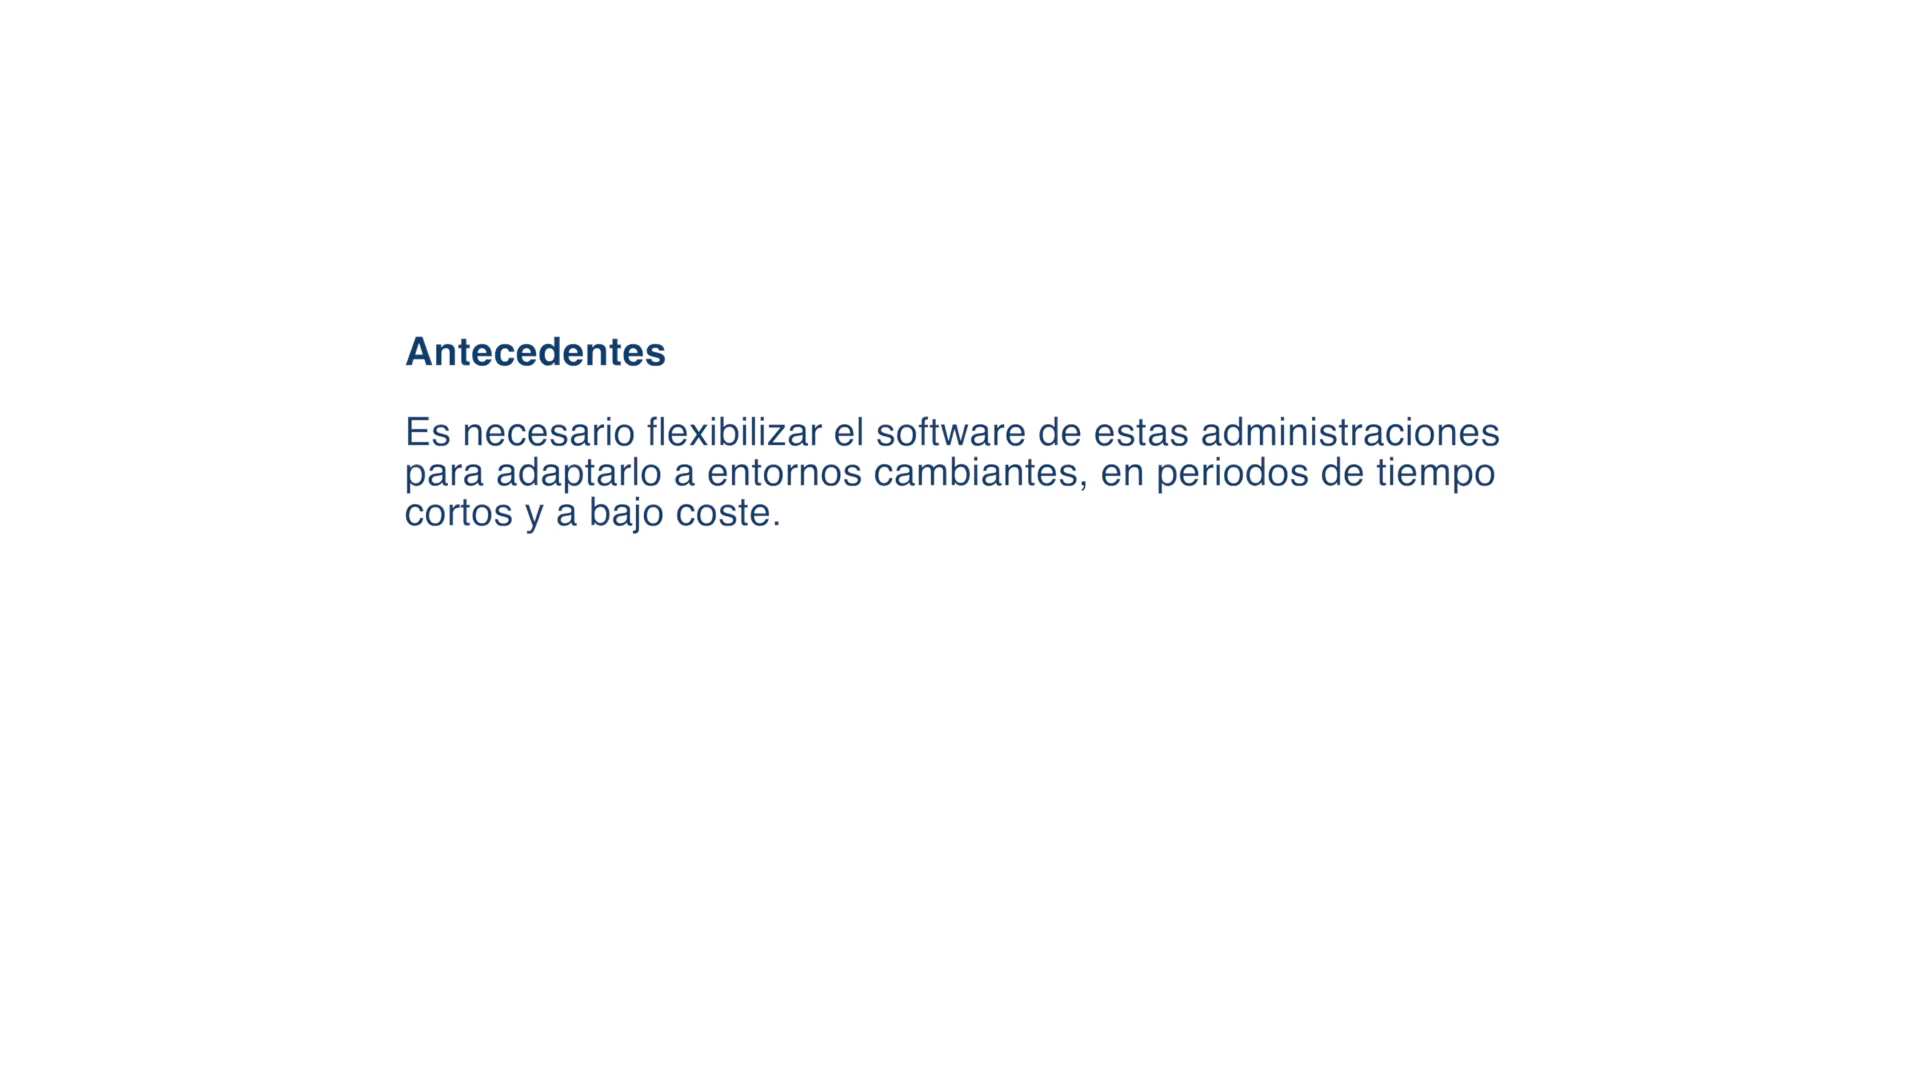 Antecedentes
Es necesario flexibilizar el software de estas administraciones
para adaptarlo a entornos cambiantes, en periodos de tiempo
cortos y a bajo coste.